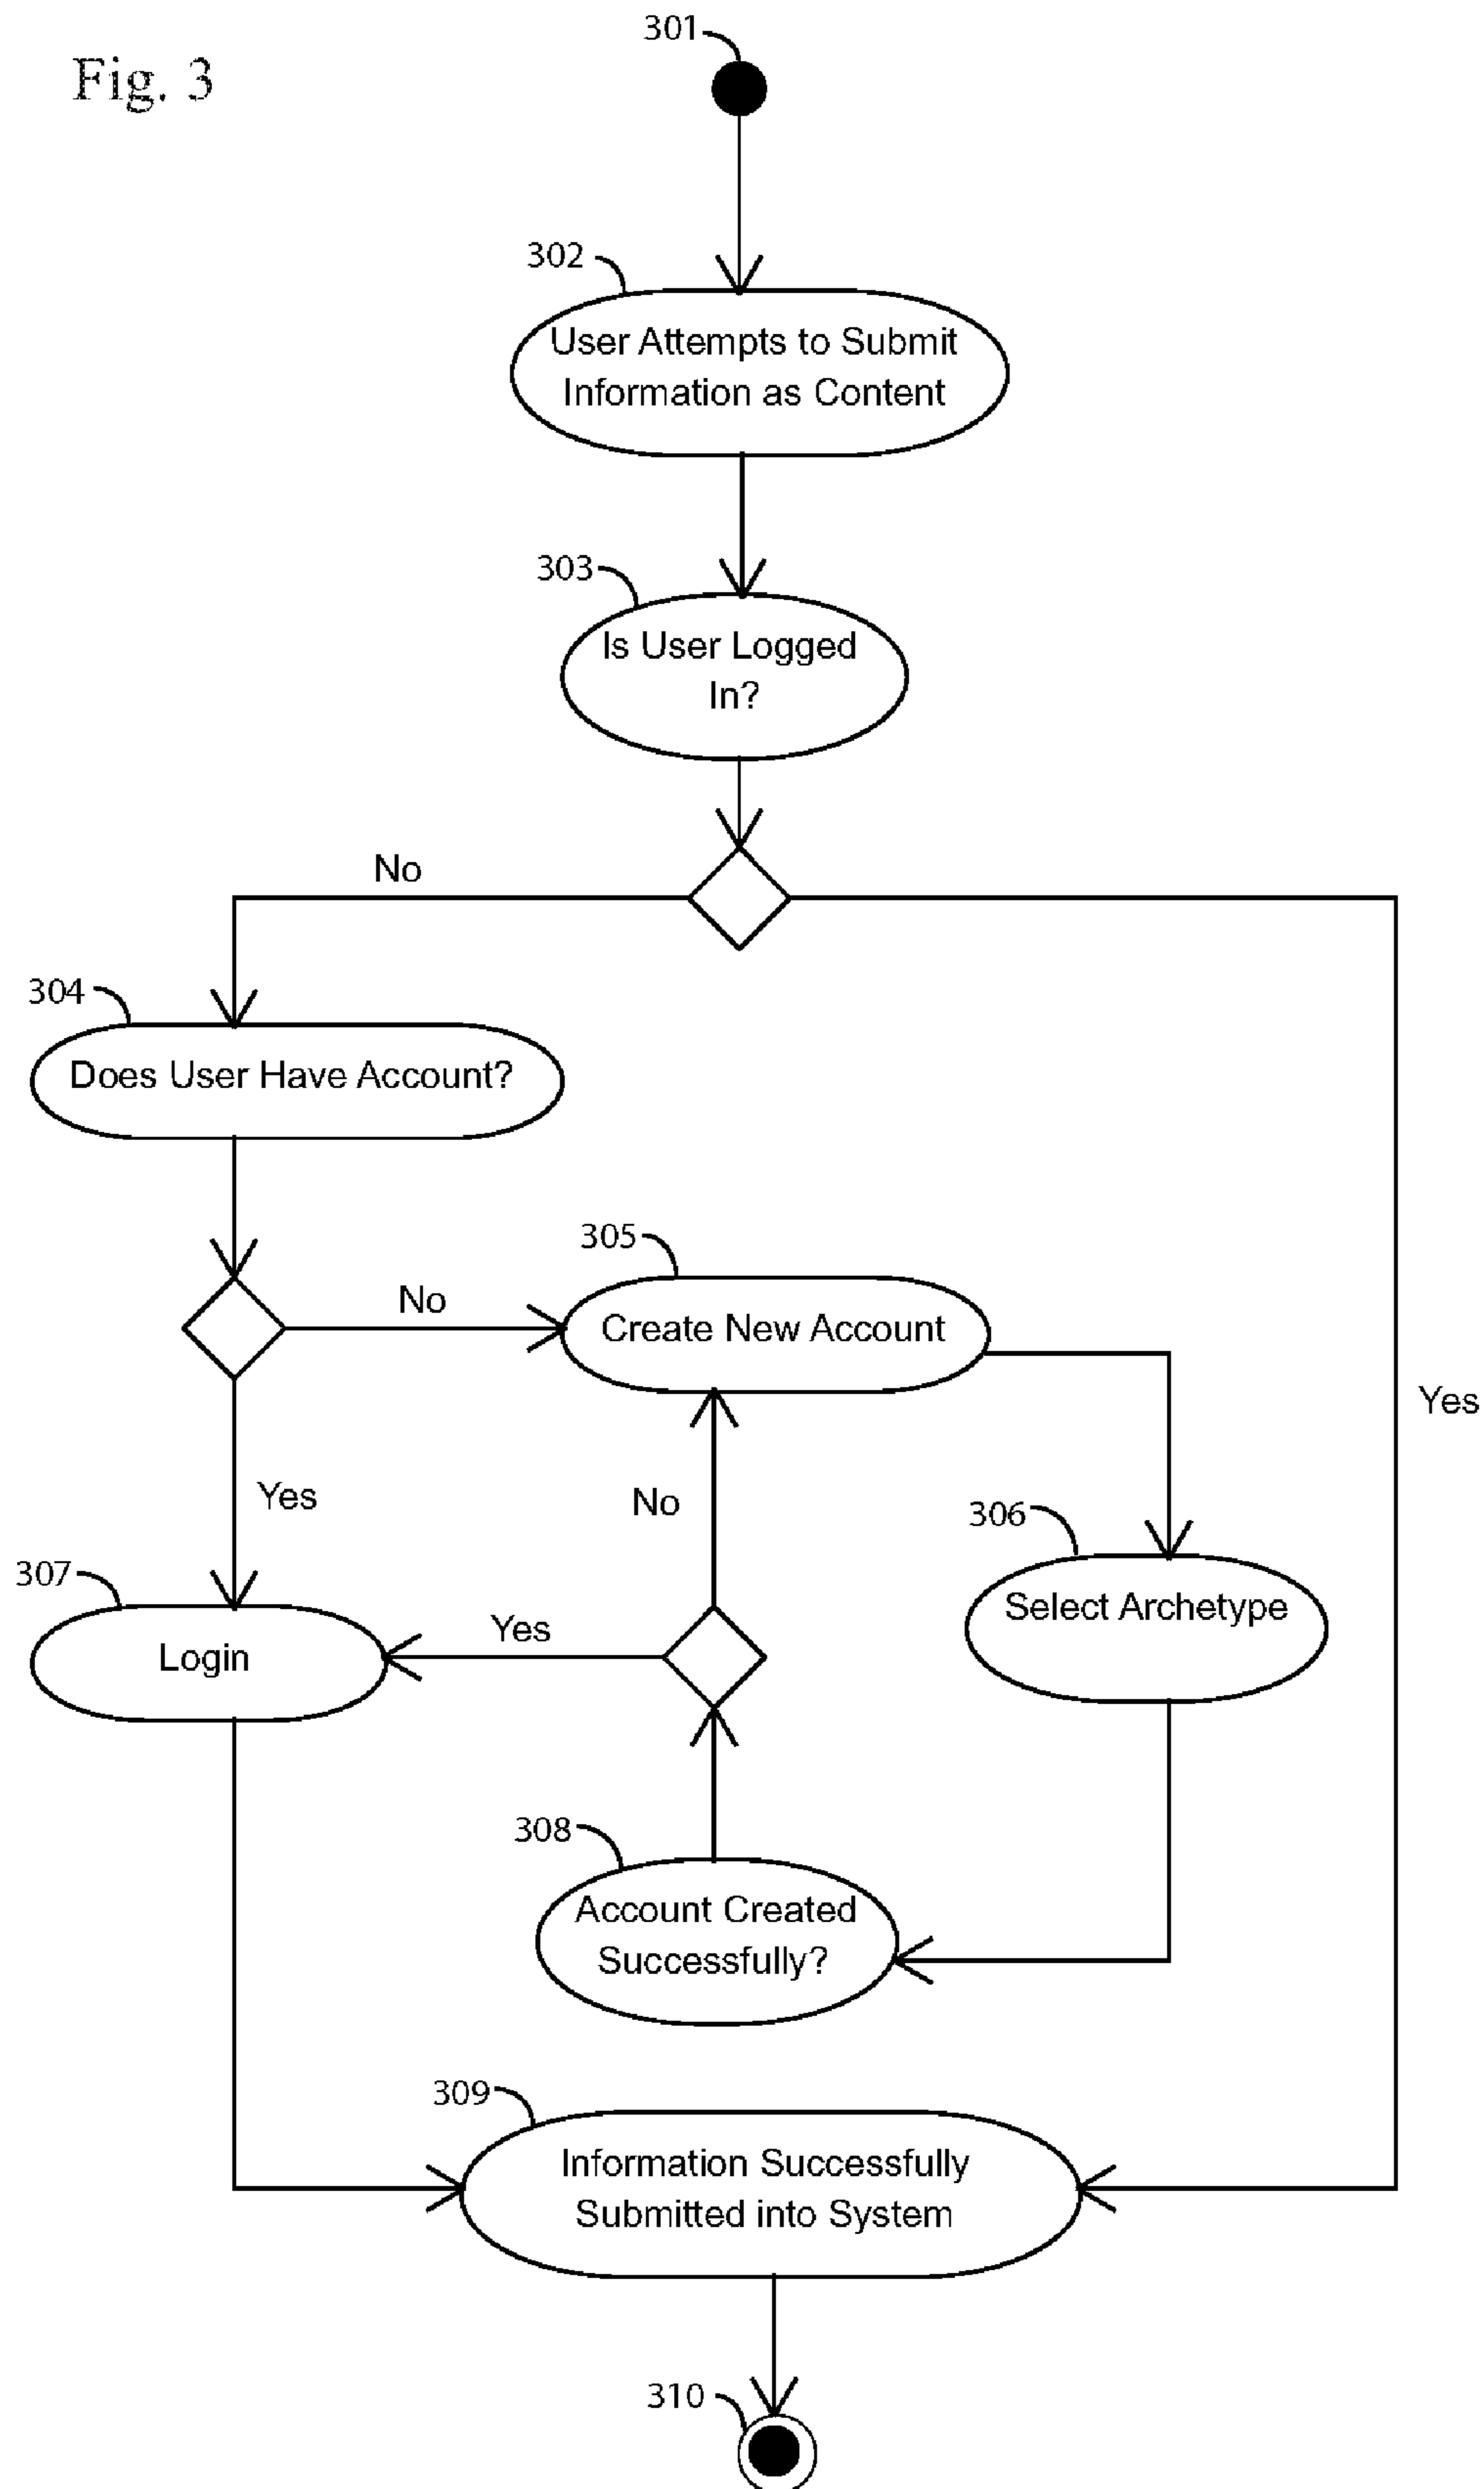 301
Fig. 3
302
User Attempts to Submit
Information as Content
303
Is User Logged
In?
No
304
Does User Have Account?
305
No
Create New Account
Yes
Yes
No
306
307
Select Archetype
Yes
Login
308
Account Created
Successfully?
309
Information Successfully
Submitted into System
310